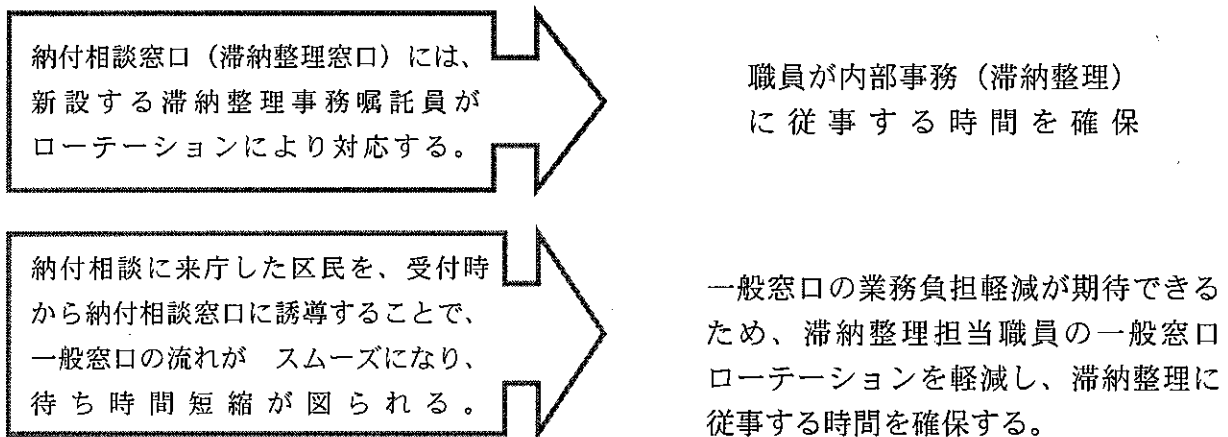 納付相談窓口（滞納整理窓口）には、
新設する滞納整理事務嘱託員が
ローテーションにより対応する。
職員が内部事務（滞納整理）
に従事する時間を確保
納付相談に来庁した区民を、受付時
から納付相談窓口に誘導することで、
一般窓口の流れが　スムーズになり、
待ち時間短縮が図られる。
一般窓口の業務負担軽減が期待できる
ため、滞納整理担当職員の一般窓口
ローテーションを軽減し、滞納整理に
従事する時間を確保する。